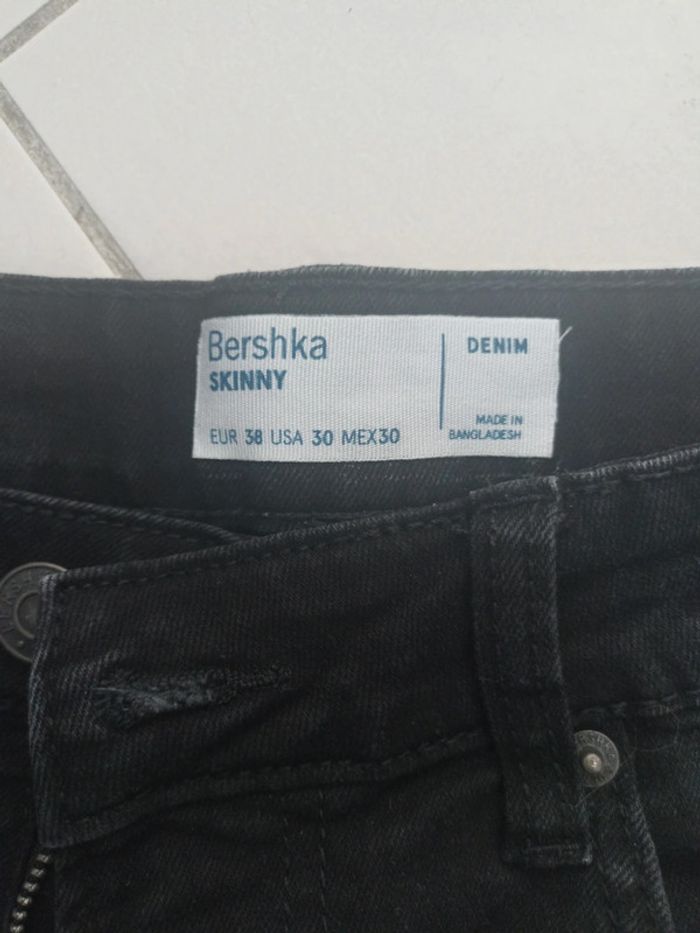 Bershka
SKINNY
EUR 38 USA 30 MEX30
DENIM
MADE IN
BANGLADESH